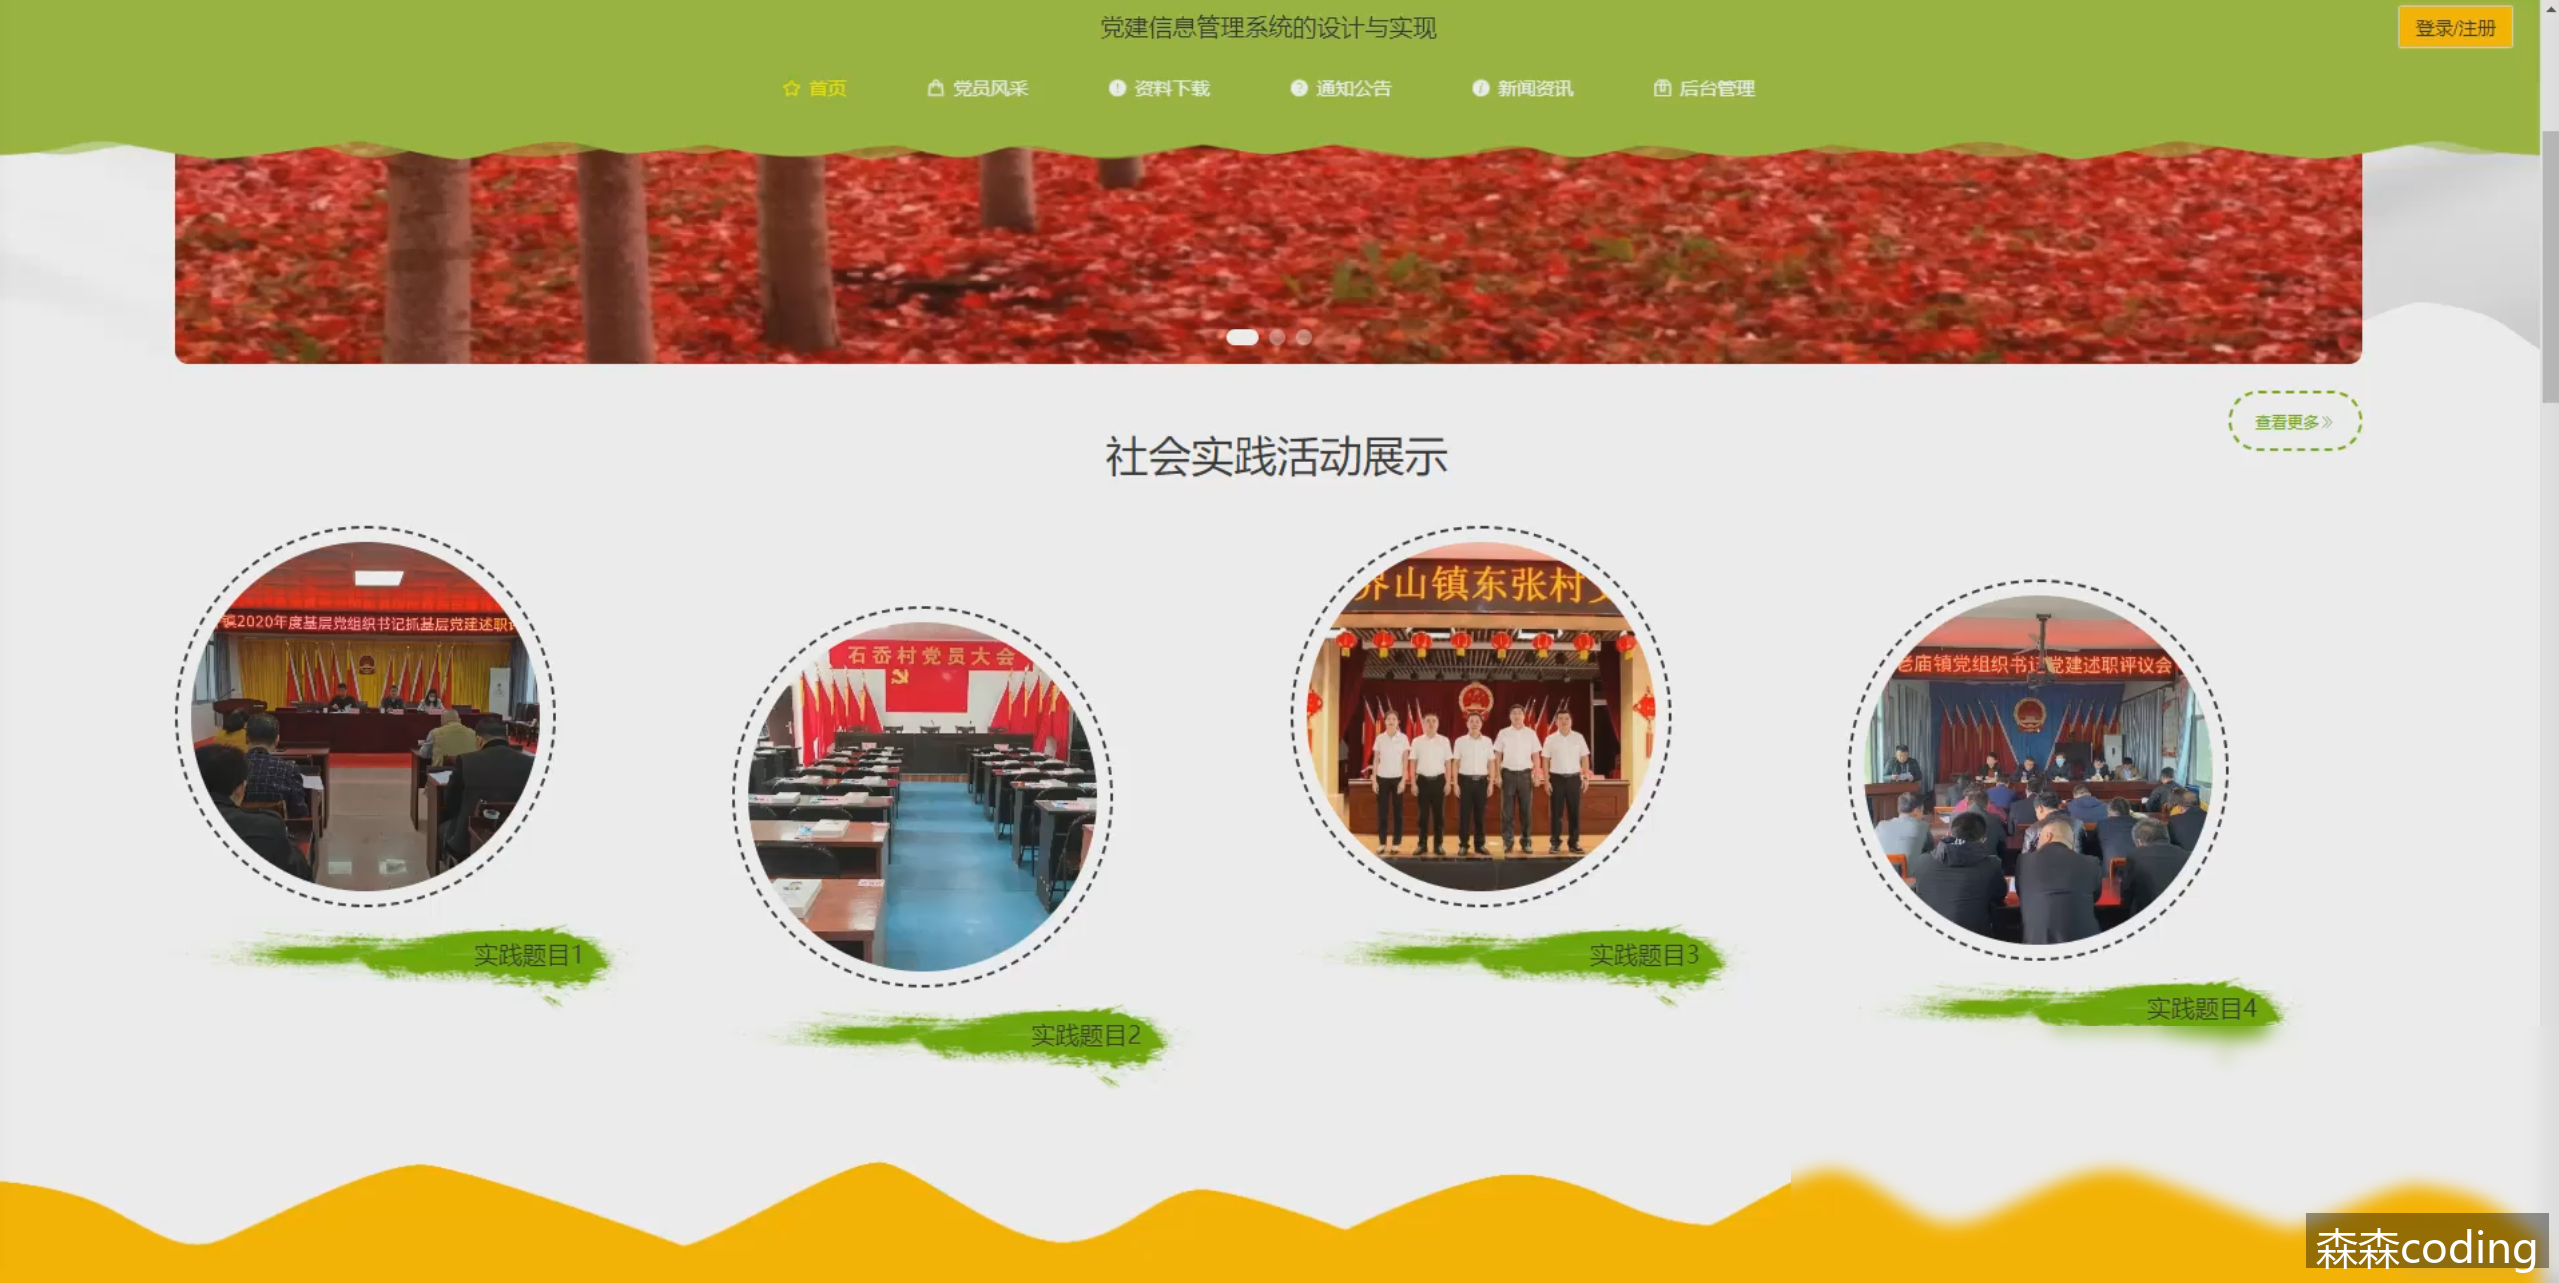 党建信息管理系统的设计与实现
登录/注册
首页
党员风采
资料下载
通知公告
新闻资讯
后台管理
查看更多
社会实践活动展示
镇2020年度基层党组织书记抓基层党建述职
石岙村党员大会
界山镇东张村
老庙镇党组织书记党建述职评议会
实践题目1
实践题目2
实践题目3
实践题目4
森森coding